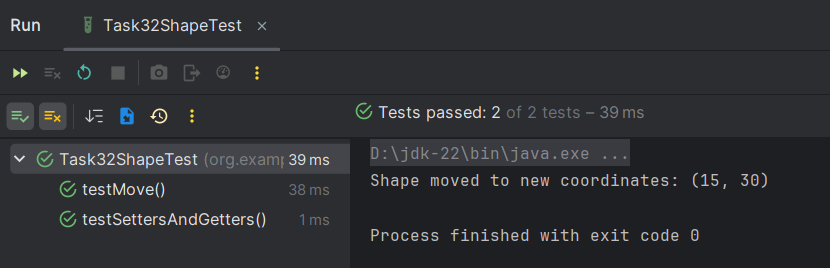 Run Task32ShapeTest
Tests passed: 2 of 2 tests – 39 ms
Task32ShapeTest (org.examp 39 ms
testMove() 38 ms
testSettersAndGetters() 1 ms
D:\jdk-22\bin\java.exe ...
Shape moved to new coordinates: (15, 30)
Process finished with exit code 0